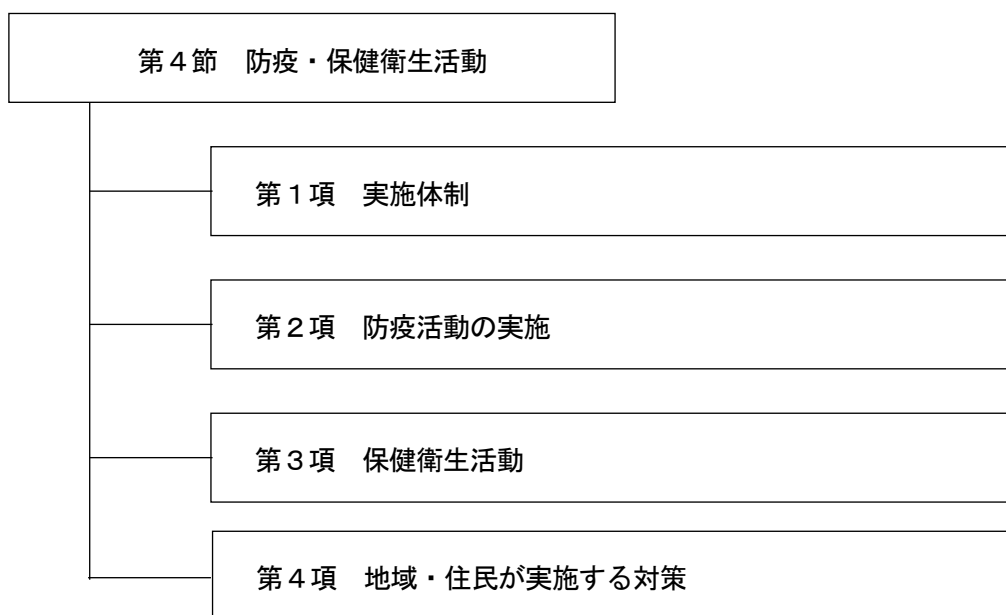 第４節　防疫・保健衛生活動
第１項　実施体制
第２項　防疫活動の実施
第３項　保健衛生活動
第４項　地域・住民が実施する対策